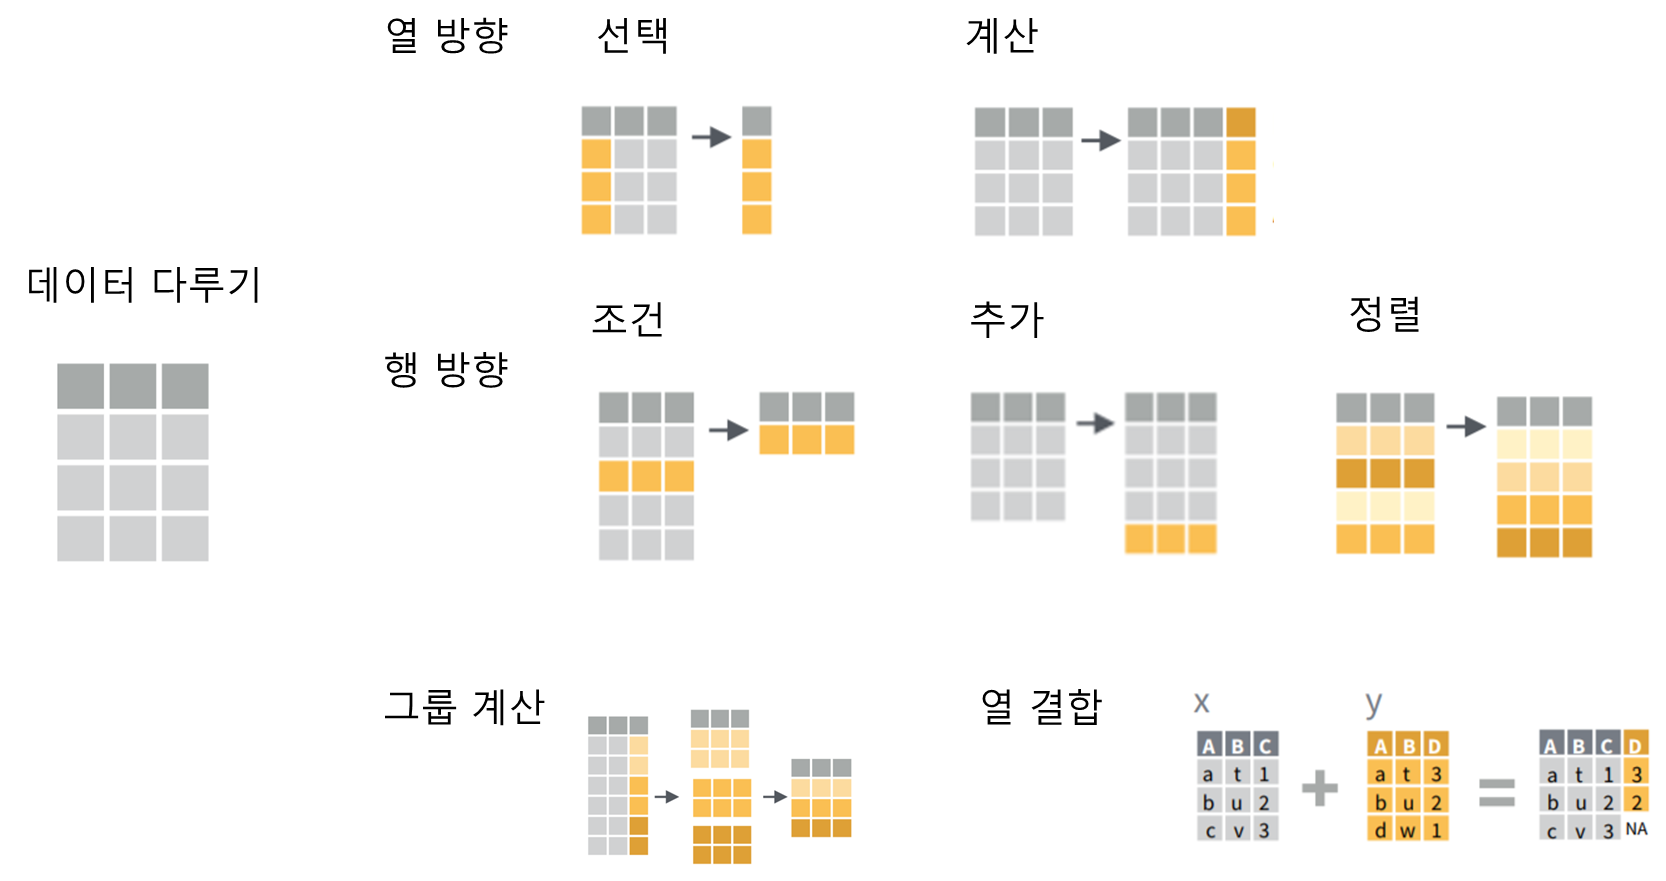 열 방향 선택 계산
데이터 다루기
조건 추가 정렬
행 방향
그룹 계산 열 결합
x y
A B C A B D A B C D
a t 1 a t 3 a t 1 3
b u 2 b u 2 b u 2 2
c v 3 d w 1 c v 3 NA
+ =